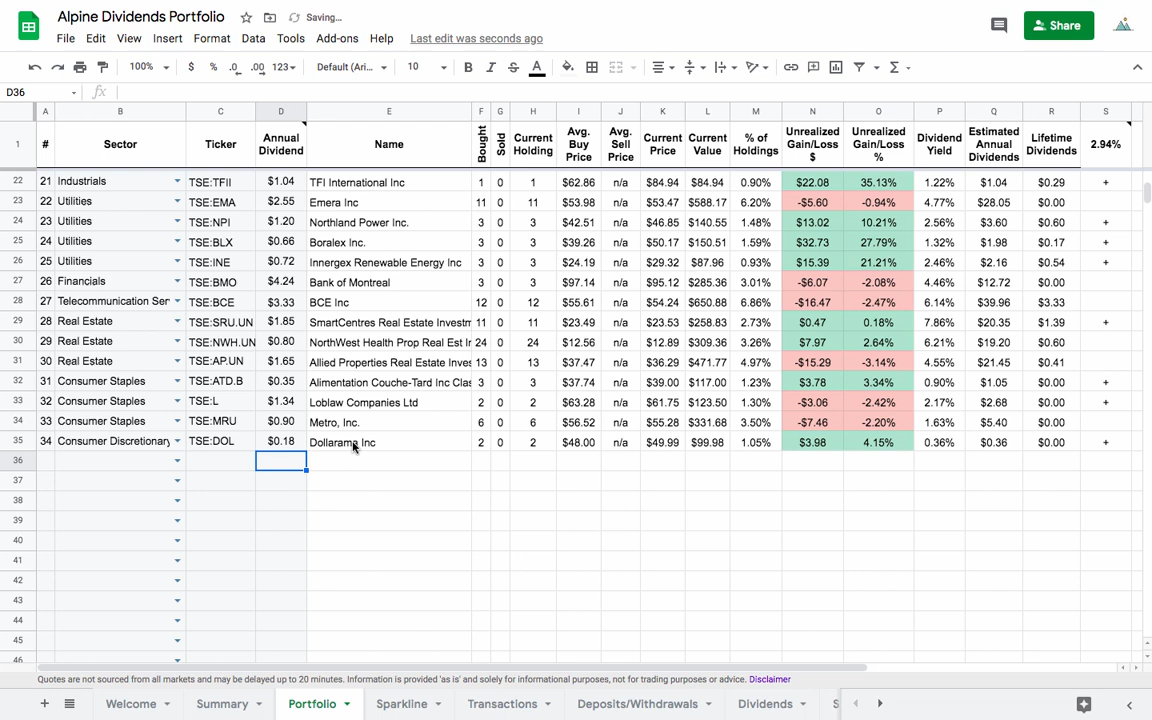 Alpine Dividends Portfolio Saving...
File Edit View Insert Format Data Tools Add-ons Help Last edit was seconds ago
Share
100% $ % .0 .00 123 Default (Ari... 10 B I S A
D36 fx
A B C D E F G H I J K L M N O P Q R S
1 # Sector Ticker Annual Dividend Name Bought Sold Current Holding Avg. Buy Price Avg. Sell Price Current Price Current Value % of Holdings Unrealized Gain/Loss $ Unrealized Gain/Loss % Dividend Yield Estimated Annual Dividends Lifetime Dividends 2.94%
22 21 Industrials TSE:TFII $1.04 TFI International Inc 1 0 1 $62.86 n/a $84.94 $84.94 0.90% $22.08 35.13% 1.22% $1.04 $0.29 +
23 22 Utilities TSE:EMA $2.55 Emera Inc 11 0 11 $53.98 n/a $53.47 $588.17 6.20% -$5.60 -0.94% 4.77% $28.05 $0.00
24 23 Utilities TSE:NPI $1.20 Northland Power Inc. 3 0 3 $42.51 n/a $46.85 $140.55 1.48% $13.02 10.21% 2.56% $3.60 $0.60 +
25 24 Utilities TSE:BLX $0.66 Boralex Inc. 3 0 3 $39.26 n/a $50.17 $150.51 1.59% $32.73 27.79% 1.32% $1.98 $0.17 +
26 25 Utilities TSE:INE $0.72 Innergex Renewable Energy Inc 3 0 3 $24.19 n/a $29.32 $87.96 0.93% $15.39 21.21% 2.46% $2.16 $0.54 +
27 26 Financials TSE:BMO $4.24 Bank of Montreal 3 0 3 $97.14 n/a $95.12 $285.36 3.01% -$6.07 -2.08% 4.46% $12.72 $0.00
28 27 Telecommunication Ser TSE:BCE $3.33 BCE Inc 12 0 12 $55.61 n/a $54.24 $650.88 6.86% -$16.47 -2.47% 6.14% $39.96 $3.33
29 28 Real Estate TSE:SRU.UN $1.85 SmartCentres Real Estate Investm 11 0 11 $23.49 n/a $23.53 $258.83 2.73% $0.47 0.18% 7.86% $20.35 $1.39 +
30 29 Real Estate TSE:NWH.UN $0.80 NorthWest Health Prop Real Est Ir 24 0 24 $12.56 n/a $12.89 $309.36 3.26% $7.97 2.64% 6.21% $19.20 $0.60
31 30 Real Estate TSE:AP.UN $1.65 Allied Properties Real Estate Inves 13 0 13 $37.47 n/a $36.29 $471.77 4.97% -$15.29 -3.14% 4.55% $21.45 $0.41
32 31 Consumer Staples TSE:ATD.B $0.35 Alimentation Couche-Tard Inc Clas 3 0 3 $37.74 n/a $39.00 $117.00 1.23% $3.78 3.34% 0.90% $1.05 $0.00 +
33 32 Consumer Staples TSE:L $1.34 Loblaw Companies Ltd 2 0 2 $63.28 n/a $61.75 $123.50 1.30% -$3.06 -2.42% 2.17% $2.68 $0.00 +
34 33 Consumer Staples TSE:MRU $0.90 Metro, Inc. 6 0 6 $56.52 n/a $55.28 $331.68 3.50% -$7.46 -2.20% 1.63% $5.40 $0.00
35 34 Consumer Discretionary TSE:DOL $0.18 Dollarama Inc 2 0 2 $48.00 n/a $49.99 $99.98 1.05% $3.98 4.15% 0.36% $0.36 $0.00 +
36
37
38
39
40
41
42
43
44
45
46
Quotes are not sourced from all markets and may be delayed up to 20 minutes. Information is provided 'as is' and solely for informational purposes, not for trading purposes or advice. Disclaimer
Welcome Summary Portfolio Sparkline Transactions Deposits/Withdrawals Dividends S